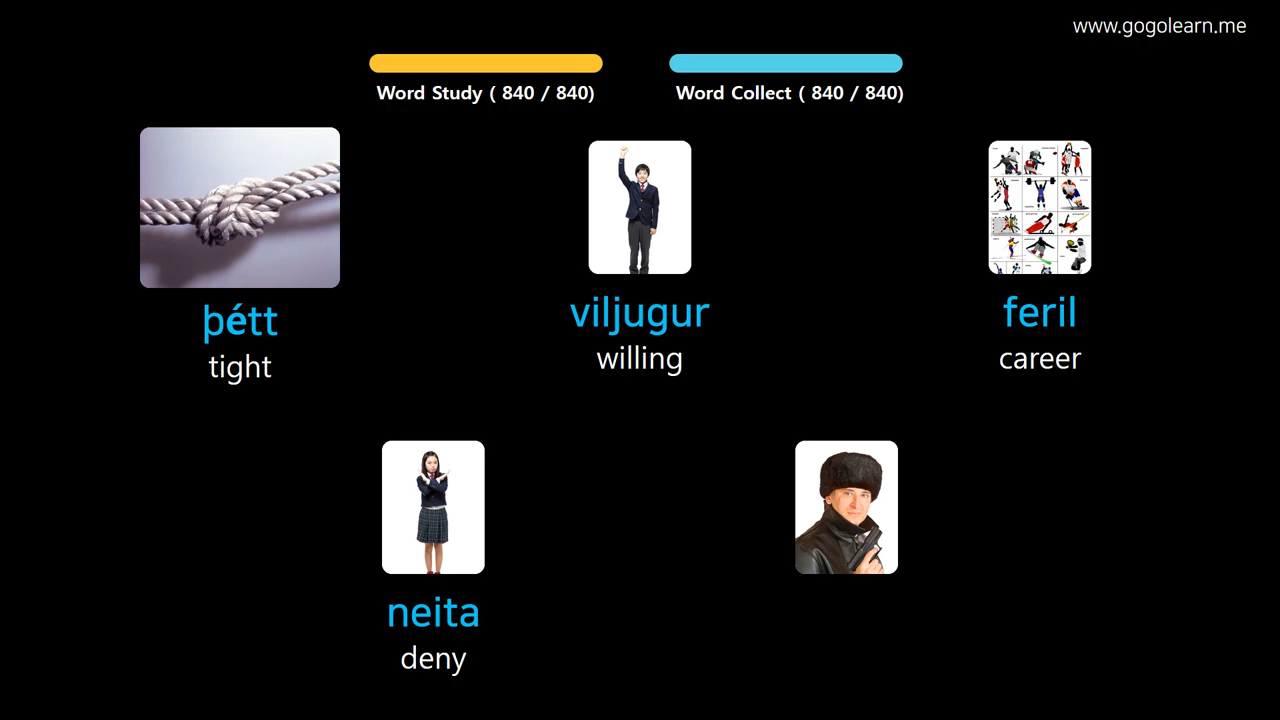 www.gogolearn.me
Word Study ( 840 / 840)
Word Collect ( 840 / 840)
þétt
tight
viljugur
willing
feril
career
neita
deny